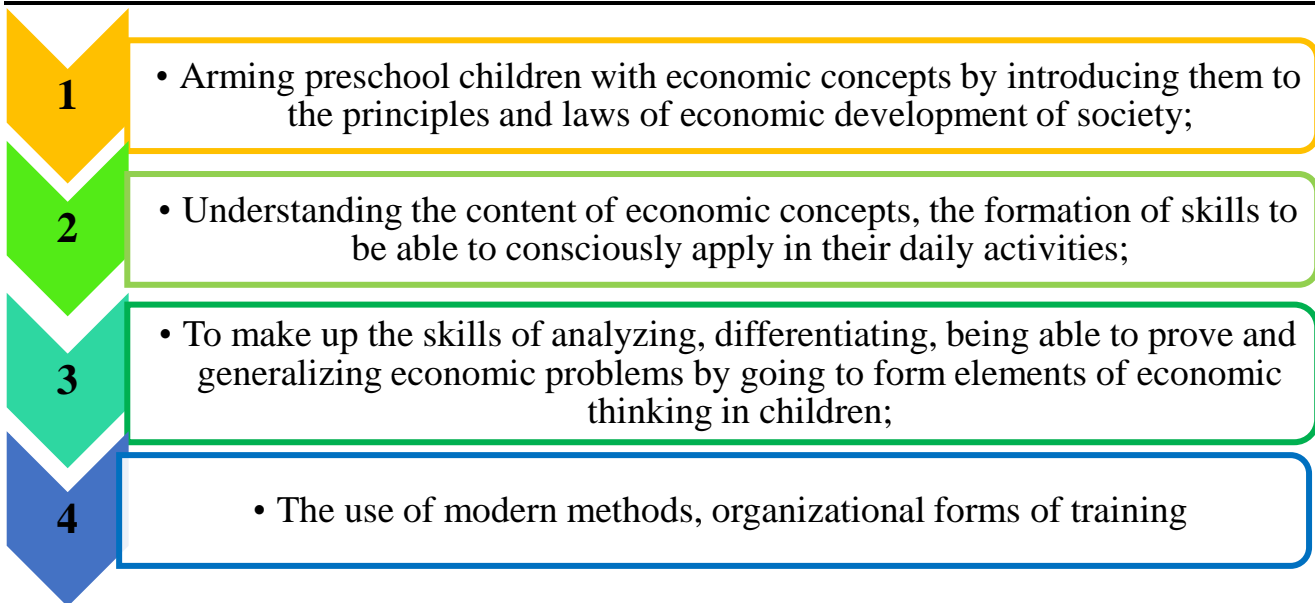 1
• Arming preschool children with economic concepts by introducing them to
the principles and laws of economic development of society;
2
• Understanding the content of economic concepts, the formation of skills to
be able to consciously apply in their daily activities;
3
• To make up the skills of analyzing, differentiating, being able to prove and
generalizing economic problems by going to form elements of economic
thinking in children;
4
• The use of modern methods, organizational forms of training